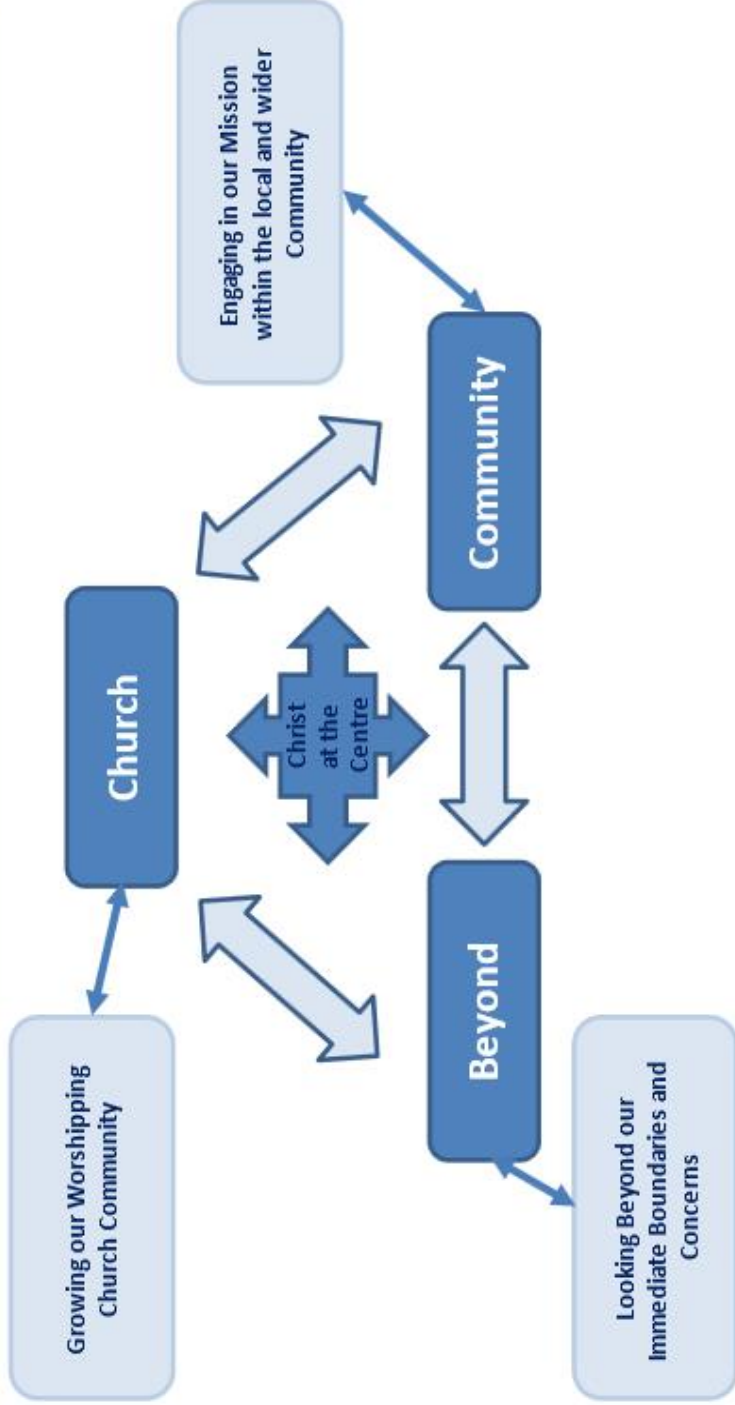 Growing our Worshipping
Church Community
Church
Engaging in our Mission
within the local and wider
Community
Christ
at the
Centre
Beyond
Community
Looking Beyond our
Immediate Boundaries and
Concerns